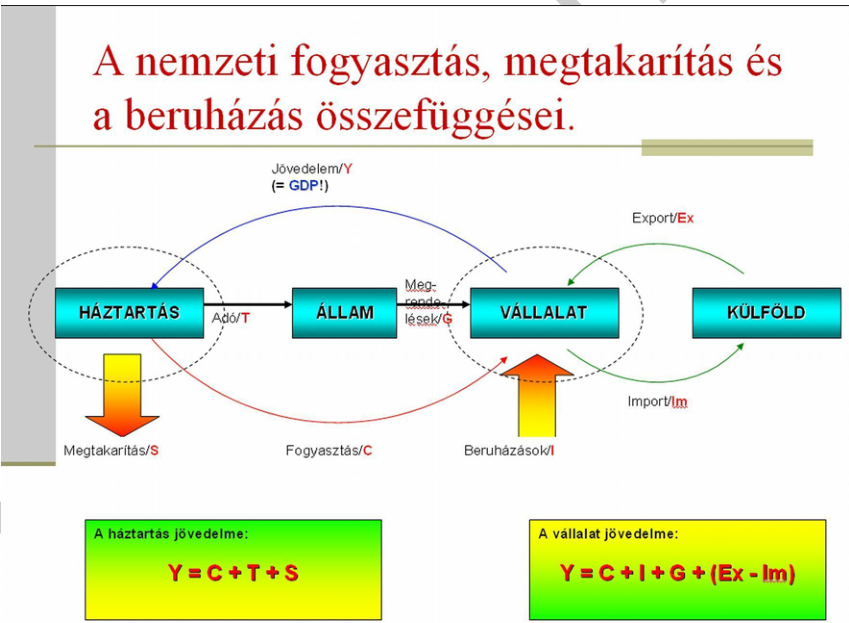 A nemzeti fogyasztás, megtakarítás és
a beruházás összefüggései.
Jövedelem/Y
(= GDP!)
Export/Ex
HÁZTARTÁS
Adó/T
ÁLLAM
Meg-
rende-
lések/G
VÁLLALAT
KÜLFÖLD
Import/Im
Megtakarítás/S
Fogyasztás/C
Beruházások/I
A háztartás jövedelme:
Y = C + T + S
A vállalat jövedelme:
Y = C + I + G + (Ex - Im)